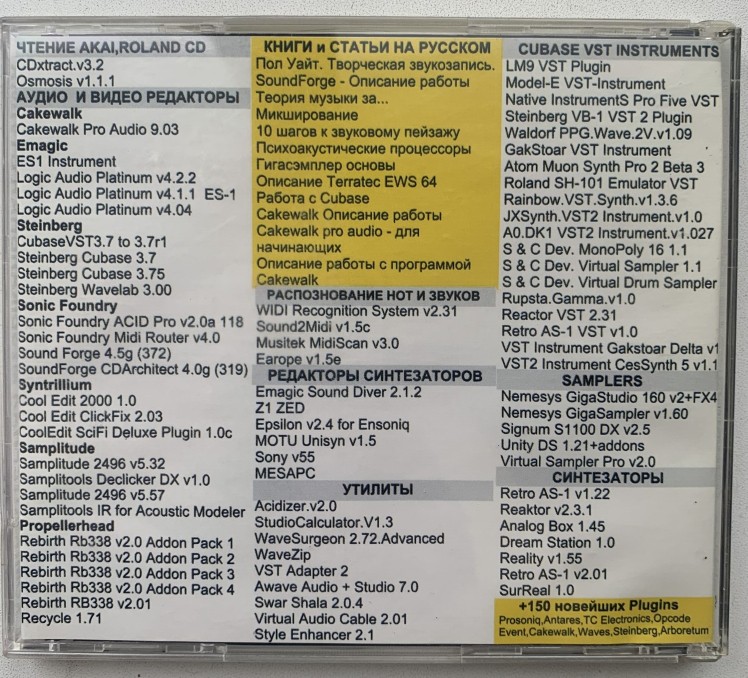 ЧТЕНИЕ AKAI,ROLAND CD
CDxtract.v3.2
Osmosis v1.1.1
АУДИО И ВИДЕО РЕДАКТОРЫ
Cakewalk
Cakewalk Pro Audio 9.03
Emagic
ES1 Instrument
Logic Audio Platinum v4.2.2
Logic Audio Platinum v4.1.1 ES-1
Logic Audio Platinum v4.04
Steinberg
CubaseVST3.7 to 3.7r1
Steinberg Cubase 3.7
Steinberg Cubase 3.75
Steinberg Wavelab 3.00
Sonic Foundry
Sonic Foundry ACID Pro v2.0a 118
Sonic Foundry Midi Router v4.0
Sound Forge 4.5g (372)
SoundForge CDArchitect 4.0g (319)
Syntrillium
Cool Edit 2000 1.0
Cool Edit ClickFix 2.03
CoolEdit SciFi Deluxe Plugin 1.0c
Samplitude
Samplitude 2496 v5.32
Samplitools Declicker DX v1.0
Samplitude 2496 v5.57
Samplitools IR for Acoustic Modeler
Propellerhead
Rebirth Rb338 v2.0 Addon Pack 1
Rebirth Rb338 v2.0 Addon Pack 2
Rebirth Rb338 v2.0 Addon Pack 3
Rebirth Rb338 v2.0 Addon Pack 4
Rebirth RB338 v2.01
Recycle 1.71
КНИГИ и СТАТЬИ НА РУССКОМ
Пол Уайт. Творческая звукозапись.
SoundForge - Описание работы
Теория музыки за...
Микширование
10 шагов к звуковому пейзажу
Психоакустические процессоры
Гигасэмплер основы
Описание Terratec EWS 64
Работа с Cubase
Cakewalk Описание работы
Cakewalk pro audio - для
начинающих
Описание работы с программой
Cakewalk
РАСПОЗНОВАНИЕ НОТ И ЗВУКОВ
WIDI Recognition System v2.31
Sound2Midi v1.5c
Musitek MidiScan v3.0
Earope v1.5e
РЕДАКТОРЫ СИНТЕЗАТОРОВ
Emagic Sound Diver 2.1.2
Z1 ZED
Epsilon v2.4 for Ensoniq
MOTU Unisyn v1.5
Sony v55
MESAPC
УТИЛИТЫ
Acidizer.v2.0
StudioCalculator.V1.3
WaveSurgeon 2.72.Advanced
WaveZip
VST Adapter 2
Awave Audio + Studio 7.0
Swar Shala 2.0.4
Virtual Audio Cable 2.01
Style Enhancer 2.1
CUBASE VST INSTRUMENTS
LM9 VST Plugin
Model-E VST-Instrument
Native InstrumentS Pro Five VST
Steinberg VB-1 VST 2 Plugin
Waldorf PPG.Wave.2V.v1.09
GakStoar VST Instrument
Atom Muon Synth Pro 2 Beta 3
Roland SH-101 Emulator VST
Rainbow.VST.Synth.v1.3.6
JXSynth.VST2 Instrument.v1.0
A0.DK1 VST2 Instrument.v1.027
S & C Dev. MonoPoly 16 1.1
S & C Dev. Virtual Sampler 1.1
S & C Dev. Virtual Drum Sampler
Rupsta.Gamma.v1.0
Reactor VST 2.31
Retro AS-1 VST v1.0
VST Instrument Gakstoar Delta v1
VST2 Instrument CesSynth 5 v1.1
SAMPLERS
Nemesys GigaStudio 160 v2+FX4
Nemesys GigaSampler v1.60
Signum S1100 DX v2.5
Unity DS 1.21+addons
Virtual Sampler Pro v2.0
СИНТЕЗАТОРЫ
Retro AS-1 v1.22
Reaktor v2.3.1
Analog Box 1.45
Dream Station 1.0
Reality v1.55
Retro AS-1 v2.01
SurReal 1.0
+150 новейших Plugins
Prosoniq,Antares,TC Electronics,Opcode
Event,Cakewalk,Waves,Steinberg,Arboretum